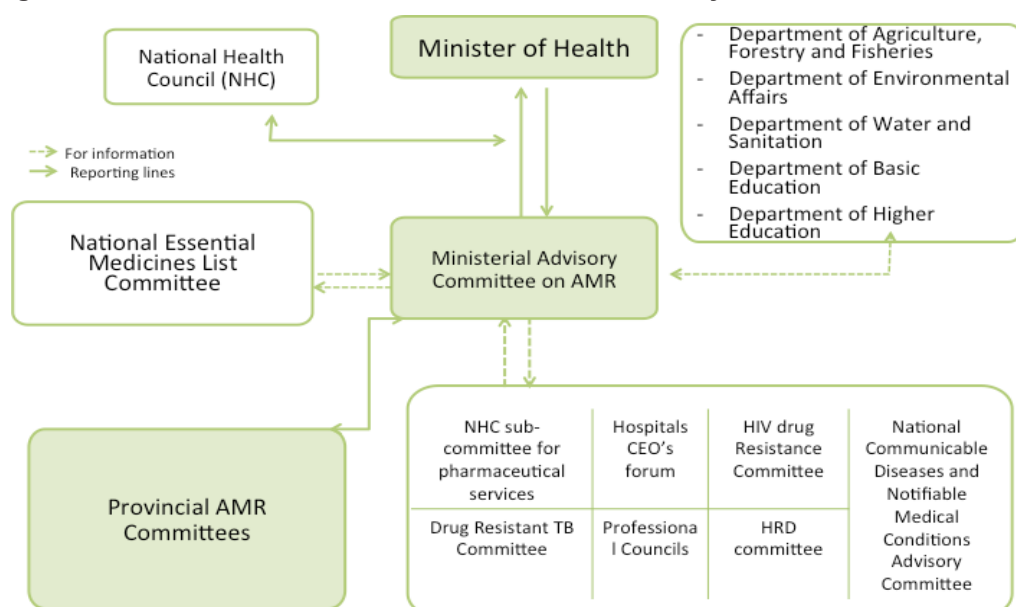 National Health
Council (NHC)
Minister of Health
- Department of Agriculture,
Forestry and Fisheries
- Department of Environmental
Affairs
- Department of Water and
Sanitation
- Department of Basic
Education
- Department of Higher
Education
For information
Reporting lines
National Essential
Medicines List
Committee
Ministerial Advisory
Committee on AMR
Provincial AMR
Committees
NHC sub-
committee for
pharmaceutical
services
Hospitals
CEO's
forum
HIV drug
Resistance
Committee
National
Communicable
Diseases and
Notifiable
Medical
Conditions
Advisory
Committee
Drug Resistant TB
Committee
Professiona
l Councils
HRD
committee